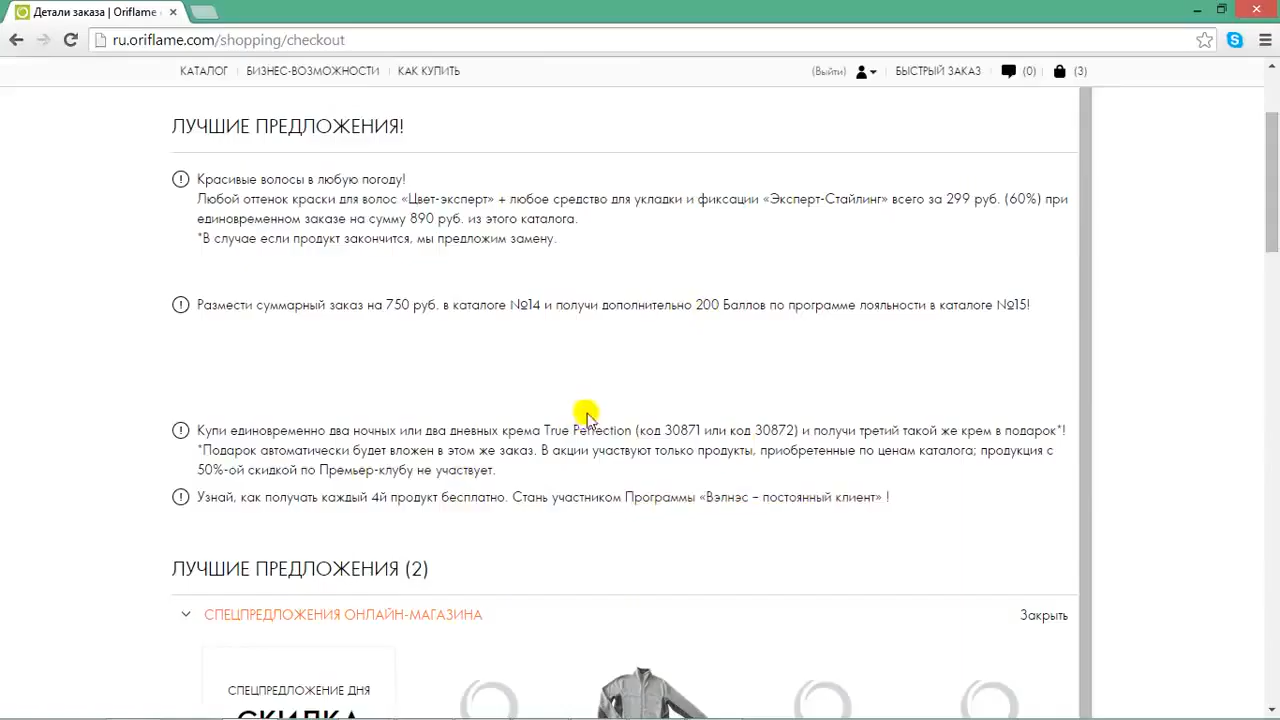 Детали заказа | Oriflame
ru.oriflame.com/shopping/checkout
КАТАЛОГ БИЗНЕС-ВОЗМОЖНОСТИ КАК КУПИТЬ (Выйти) БЫСТРЫЙ ЗАКАЗ (0) (3)
ЛУЧШИЕ ПРЕДЛОЖЕНИЯ!
Красивые волосы в любую погоду!
Любой оттенок краски для волос «Цвет-эксперт» + любое средство для укладки и фиксации «Эксперт-Стайлинг» всего за 299 руб. (60%) при
единовременном заказе на сумму 890 руб. из этого каталога.
*В случае если продукт закончится, мы предложим замену.
Размести суммарный заказ на 750 руб. в каталоге №14 и получи дополнительно 200 Баллов по программе лояльности в каталоге №15!
Купи единовременно два ночных или два дневных крема True Perfection (код 30871 или код 30872) и получи третий такой же крем в подарок*!
*Подарок автоматически будет вложен в этом же заказ. В акции участвуют только продукты, приобретенные по ценам каталога; продукция с
50%-ой скидкой по Премьер-клубу не участвует.
Узнай, как получать каждый 4й продукт бесплатно. Стань участником Программы «Вэлнэс – постоянный клиент» !
ЛУЧШИЕ ПРЕДЛОЖЕНИЯ (2)
СПЕЦПРЕДЛОЖЕНИЯ ОНЛАЙН-МАГАЗИНА Закрыть
СПЕЦПРЕДЛОЖЕНИЕ ДНЯ
СКИДКА